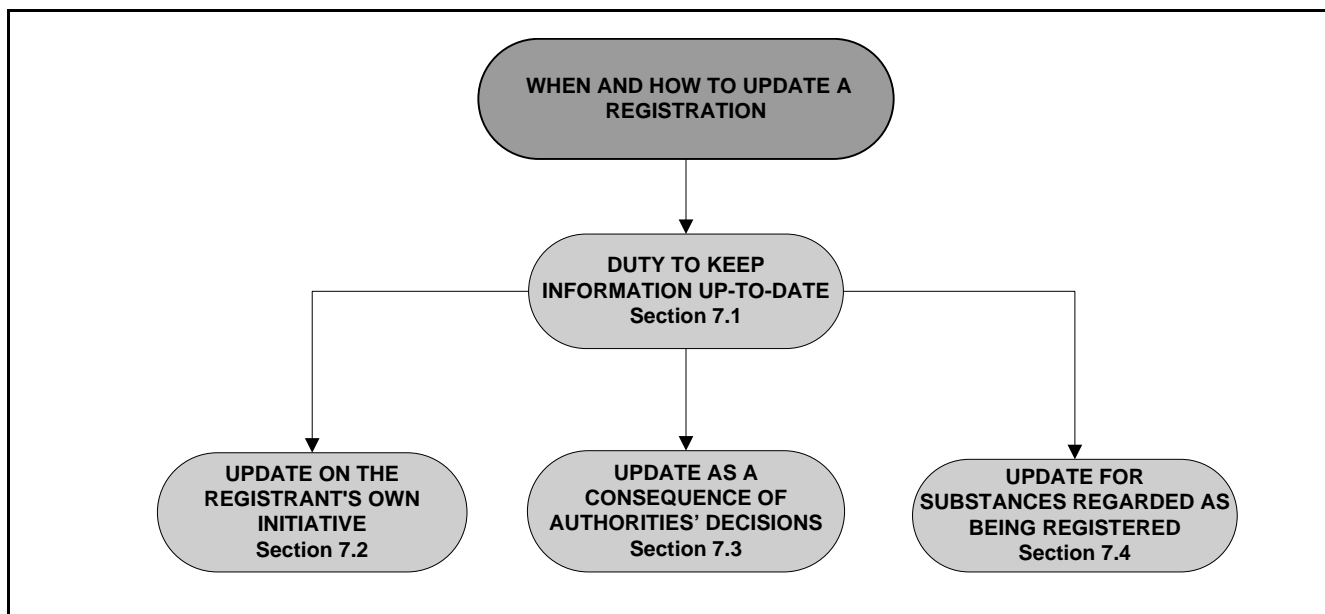 WHEN AND HOW TO UPDATE A
REGISTRATION
DUTY TO KEEP
INFORMATION UP-TO-DATE
Section 7.1
UPDATE ON THE
REGISTRANT'S OWN
INITIATIVE
Section 7.2
UPDATE AS A
CONSEQUENCE OF
AUTHORITIES’ DECISIONS
Section 7.3
UPDATE FOR
SUBSTANCES REGARDED AS
BEING REGISTERED
Section 7.4